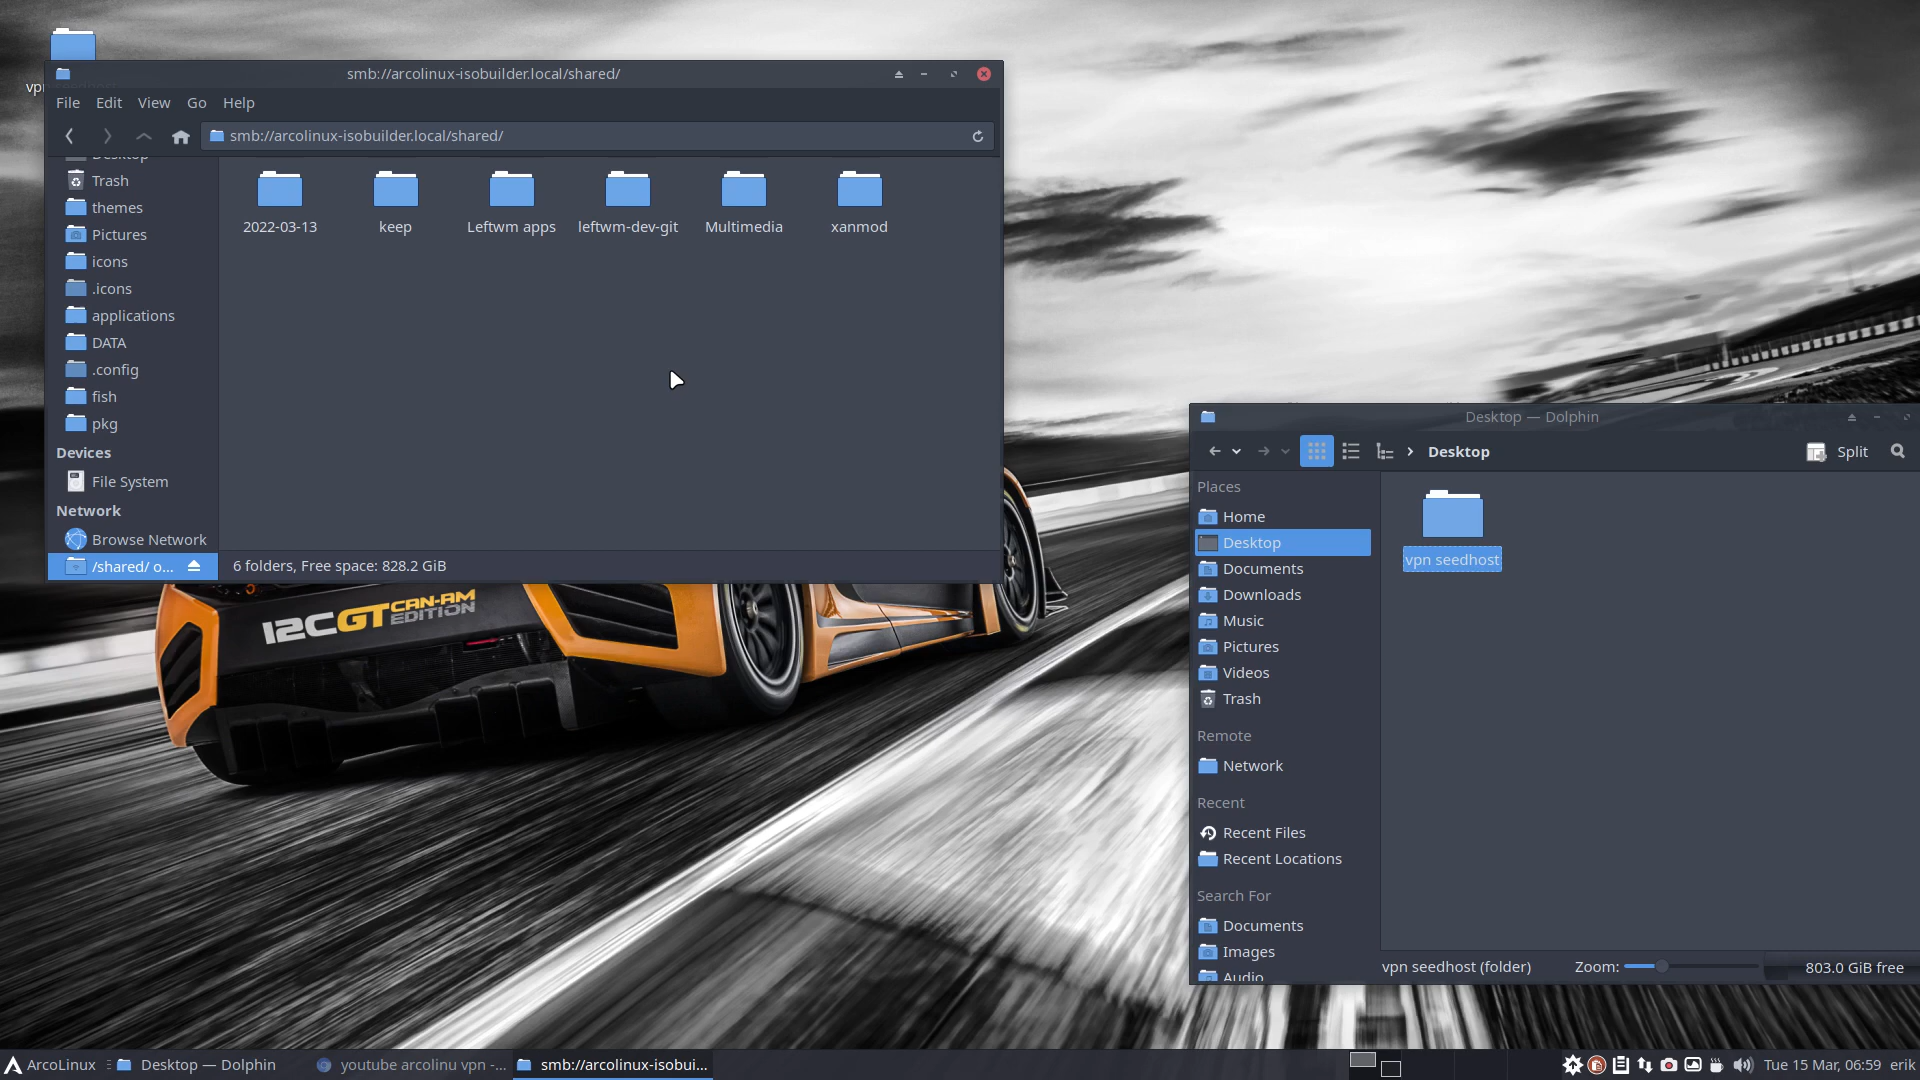 smb://arcolinux-isobuilder.local/shared/
File Edit View Go Help
smb://arcolinux-isobuilder.local/shared/
Desktop
Trash
themes
Pictures
icons
.icons
applications
DATA
.config
fish
pkg
Devices
File System
Network
Browse Network
/shared/ o...
2022-03-13 keep Leftwm apps leftwm-dev-git Multimedia xanmod
6 folders, Free space: 828.2 GiB
12C GT CAN-AM
EDITION
Desktop — Dolphin
Desktop
Split
Places
Home
Desktop
Documents
Downloads
Music
Pictures
Videos
Trash
Remote
Network
Recent
Recent Files
Recent Locations
Search For
Documents
Images
Audio
vpn seedhost
vpn seedhost (folder) Zoom: 803.0 GiB free
ArcoLinux Desktop — Dolphin youtube arcolinu vpn -... smb://arcolinux-isobui... Tue 15 Mar, 06:59 erik